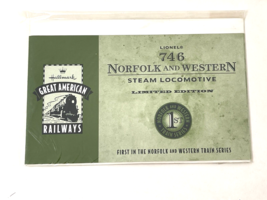 Hallmark
GREAT AMERICAN
RAILWAYS
LIONEL®
746
NORFOLK AND WESTERN
STEAM LOCOMOTIVE
LIMITED EDITION
1ST
FIRST IN THE NORFOLK AND WESTERN TRAIN SERIES